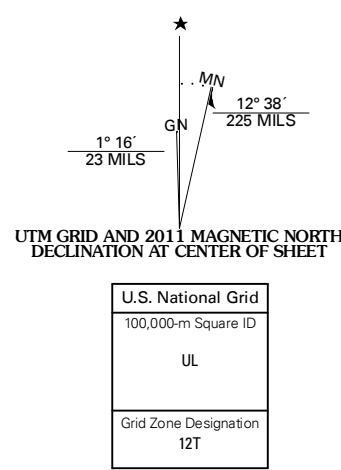 MN
GN
12° 38´
225 MILS
1° 16´
23 MILS
UTM GRID AND 2011 MAGNETIC NORTH
DECLINATION AT CENTER OF SHEET
U.S. National Grid
100,000-m Square ID
UL
Grid Zone Designation
12T